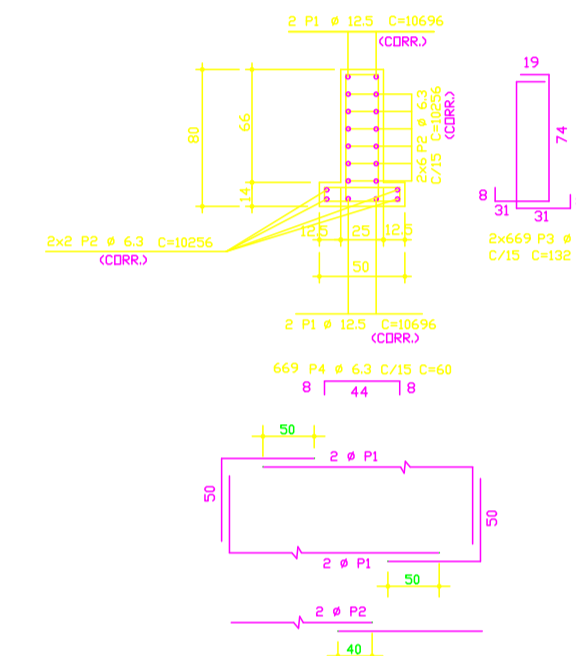 2 P1 ø 12.5 C=10696
(CORR.)
19
80
66
14
2x6 P2 ø 6.3
C/15 C=10256
(CORR.)
74
8
31
31
2x2 P2 ø 6.3 C=10256
(CORR.)
12.5
25
12.5
50
2x669 P3 ø
C/15 C=132
2 P1 ø 12.5 C=10696
(CORR.)
669 P4 ø 6.3 C/15 C=60
8
44
8
50
2 ø P1
50
50
2 ø P1
50
2 ø P2
40